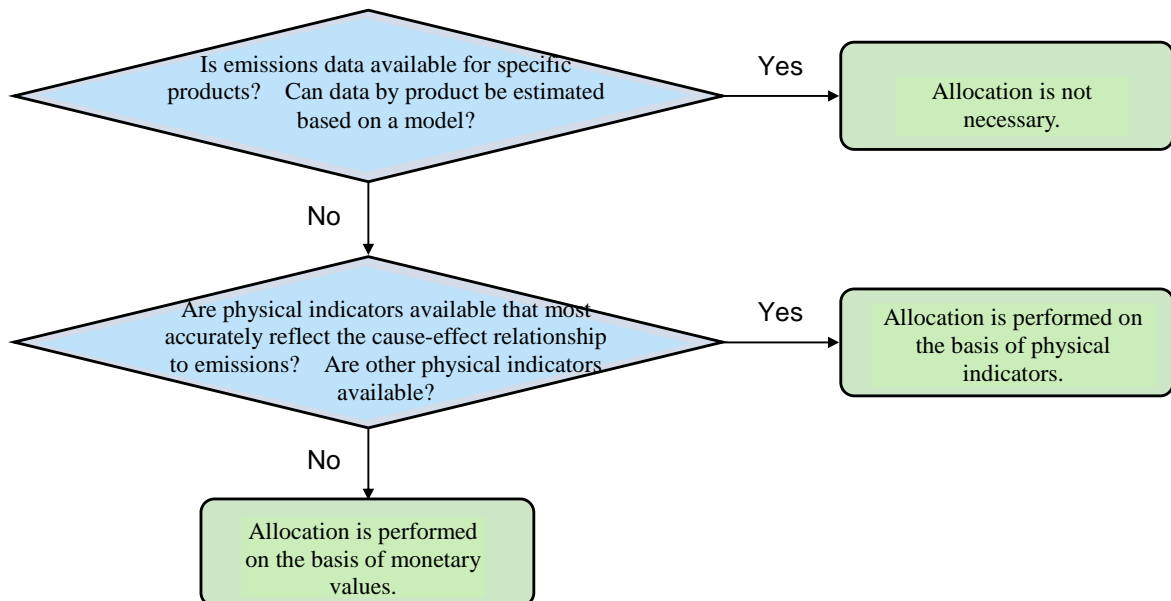 Is emissions data available for specific
products? Can data by product be estimated
based on a model?
Yes
Allocation is not
necessary.
No
Are physical indicators available that most
accurately reflect the cause-effect relationship
to emissions? Are other physical indicators
available?
Yes
Allocation is performed on
the basis of physical
indicators.
No
Allocation is performed
on the basis of monetary
values.